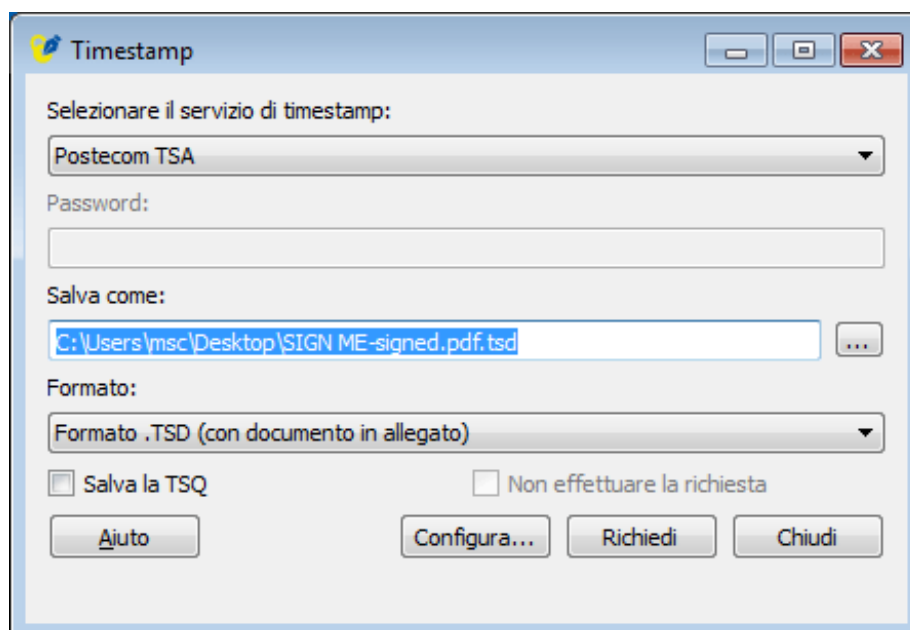 Timestamp
Selezionare il servizio di timestamp:
Postecom TSA
Password:
Salva come:
C:\Users\msc\Desktop\SIGN ME-signed.pdf.tsd
...
Formato:
Formato .TSD (con documento in allegato)
Salva la TSQ Non effettuare la richiesta
Aiuto Configura... Richiedi Chiudi